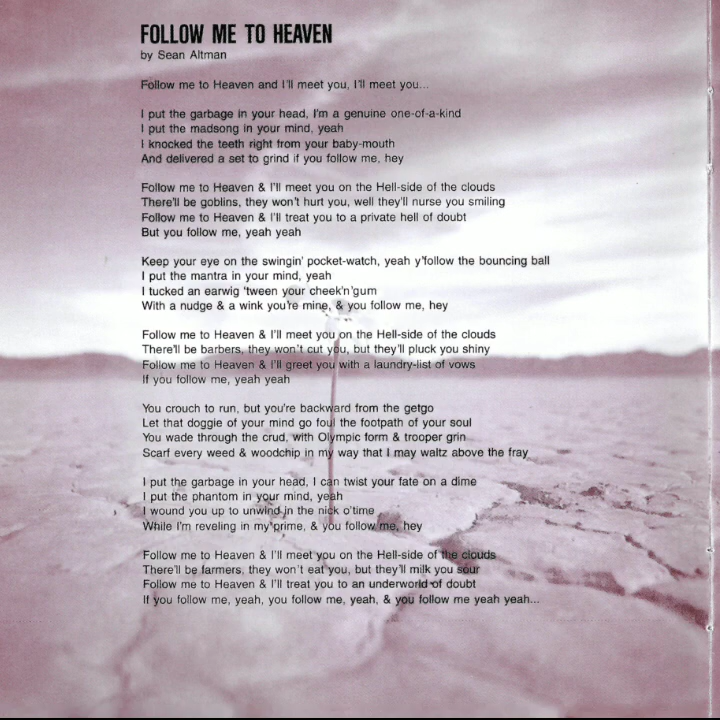 FOLLOW ME TO HEAVEN
by Sean Altman
Follow me to Heaven and I'll meet you, I'll meet you...
I put the garbage in your head, I'm a genuine one-of-a-kind
I put the madsong in your mind, yeah
I knocked the teeth right from your baby-mouth
And delivered a set to grind if you follow me, hey
Follow me to Heaven & I'll meet you on the Hell-side of the clouds
There'll be goblins, they won't hurt you, well they'll nurse you smiling
Follow me to Heaven & I'll treat you to a private hell of doubt
But you follow me, yeah yeah
Keep your eye on the swingin' pocket-watch, yeah y'follow the bouncing ball
I put the mantra in your mind, yeah
I tucked an earwig 'tween your cheek'n'gum
With a nudge & a wink you're mine, & you follow me, hey
Follow me to Heaven & I'll meet you on the Hell-side of the clouds
There'll be barbers, they won't cut you, but they'll pluck you shiny
Follow me to Heaven & I'll greet you with a laundry-list of vows
If you follow me, yeah yeah
You crouch to run, but you're backward from the getgo
Let that doggie of your mind go foul the footpath of your soul
You wade through the crud, with Olympic form & trooper grin
Scarf every weed & woodchip in my way that I may waltz above the fray
I put the garbage in your head, I can twist your fate on a dime
I put the phantom in your mind, yeah
I wound you up to unwind in the nick o'time
While I'm reveling in my prime, & you follow me, hey
Follow me to Heaven & I'll meet you on the Hell-side of the clouds
There'll be farmers, they won't eat you, but they'll milk you sour
Follow me to Heaven & I'll treat you to an underworld of doubt
If you follow me, yeah, you follow me, yeah, & you follow me yeah yeah...